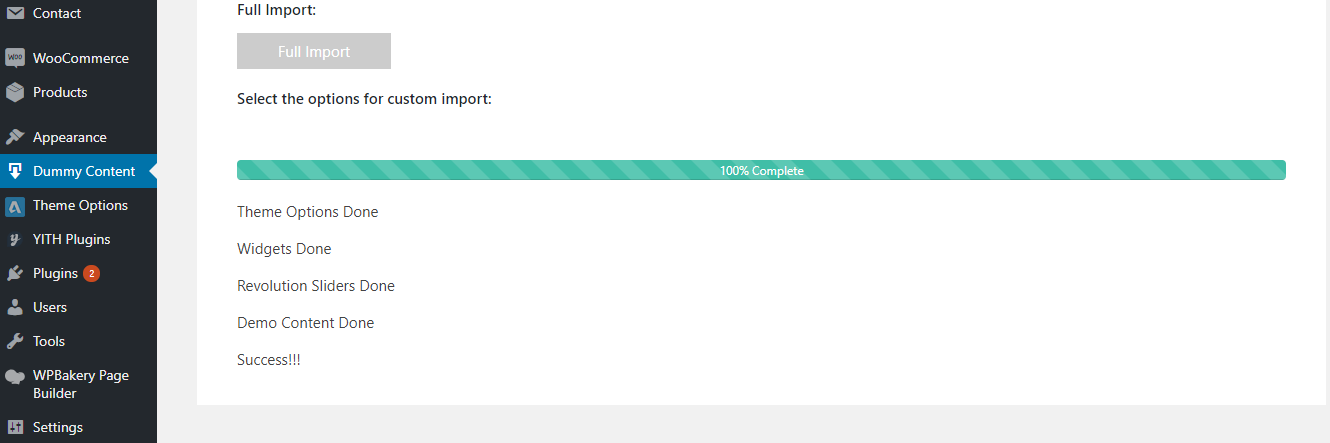 Contact
WooCommerce
Products
Appearance
Dummy Content
Theme Options
YITH Plugins
Plugins 2
Users
Tools
WPBakery Page
Builder
Settings
Full Import:
Full Import
Select the options for custom import:
100% Complete
Theme Options Done
Widgets Done
Revolution Sliders Done
Demo Content Done
Success!!!